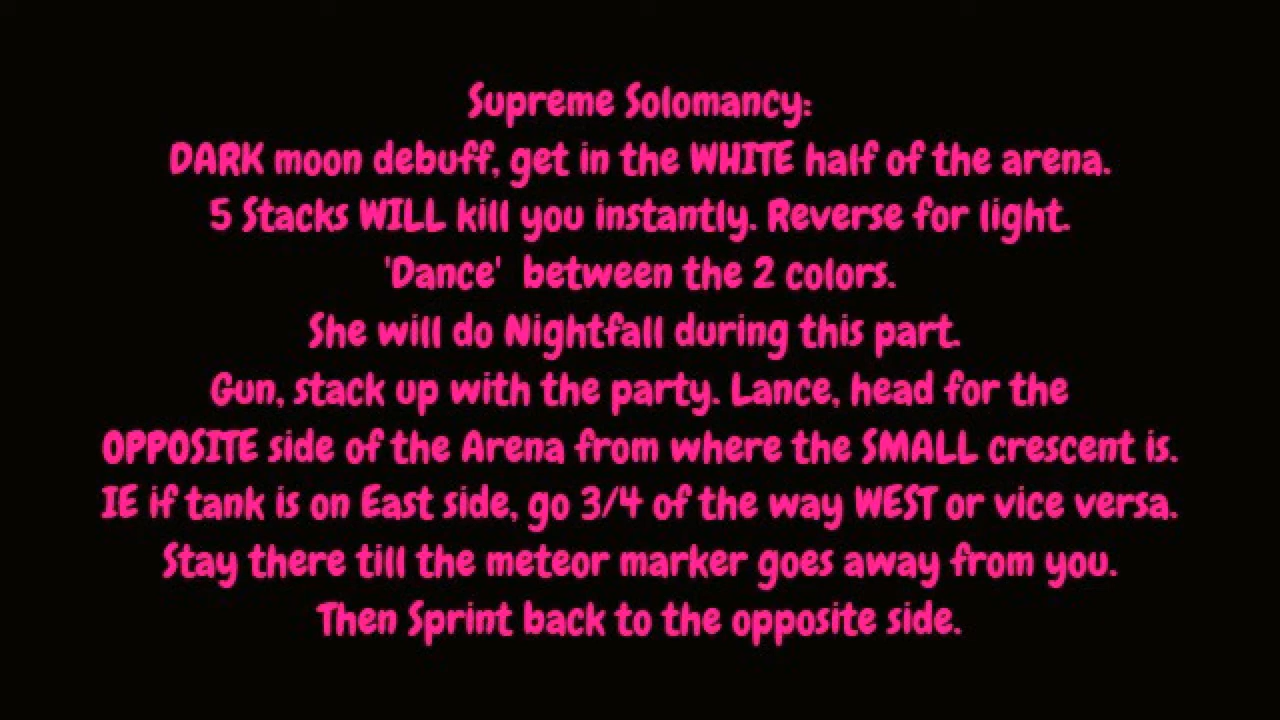 Supreme Solomancy:
DARK moon debuff, get in the WHITE half of the arena.
5 Stacks WILL kill you instantly. Reverse for light.
'Dance'  between the 2 colors.
She will do Nightfall during this part.
Gun, stack up with the party. Lance, head for the
OPPOSITE side of the Arena from where the SMALL crescent is.
IE if tank is on East side, go 3/4 of the way WEST or vice versa.
Stay there till the meteor marker goes away from you.
Then Sprint back to the opposite side.